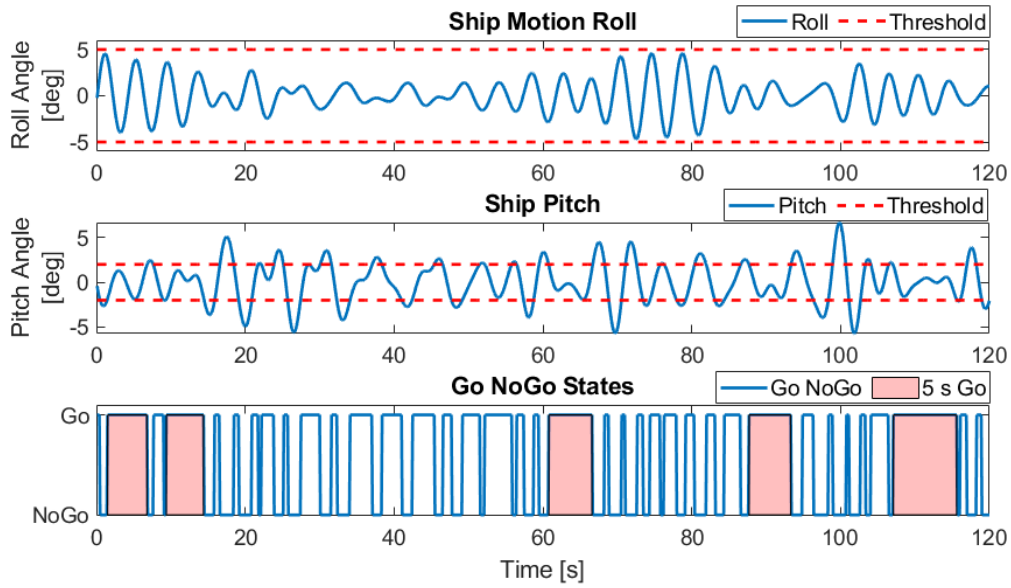 Ship Motion Roll
Roll Threshold
Roll Angle
[deg]
5
0
-5
0 20 40 60 80 100 120
Ship Pitch
Pitch Threshold
Pitch Angle
[deg]
5
0
-5
0 20 40 60 80 100 120
Go NoGo States
Go NoGo 5 s Go
Go
NoGo
0 20 40 60 80 100 120
Time [s]